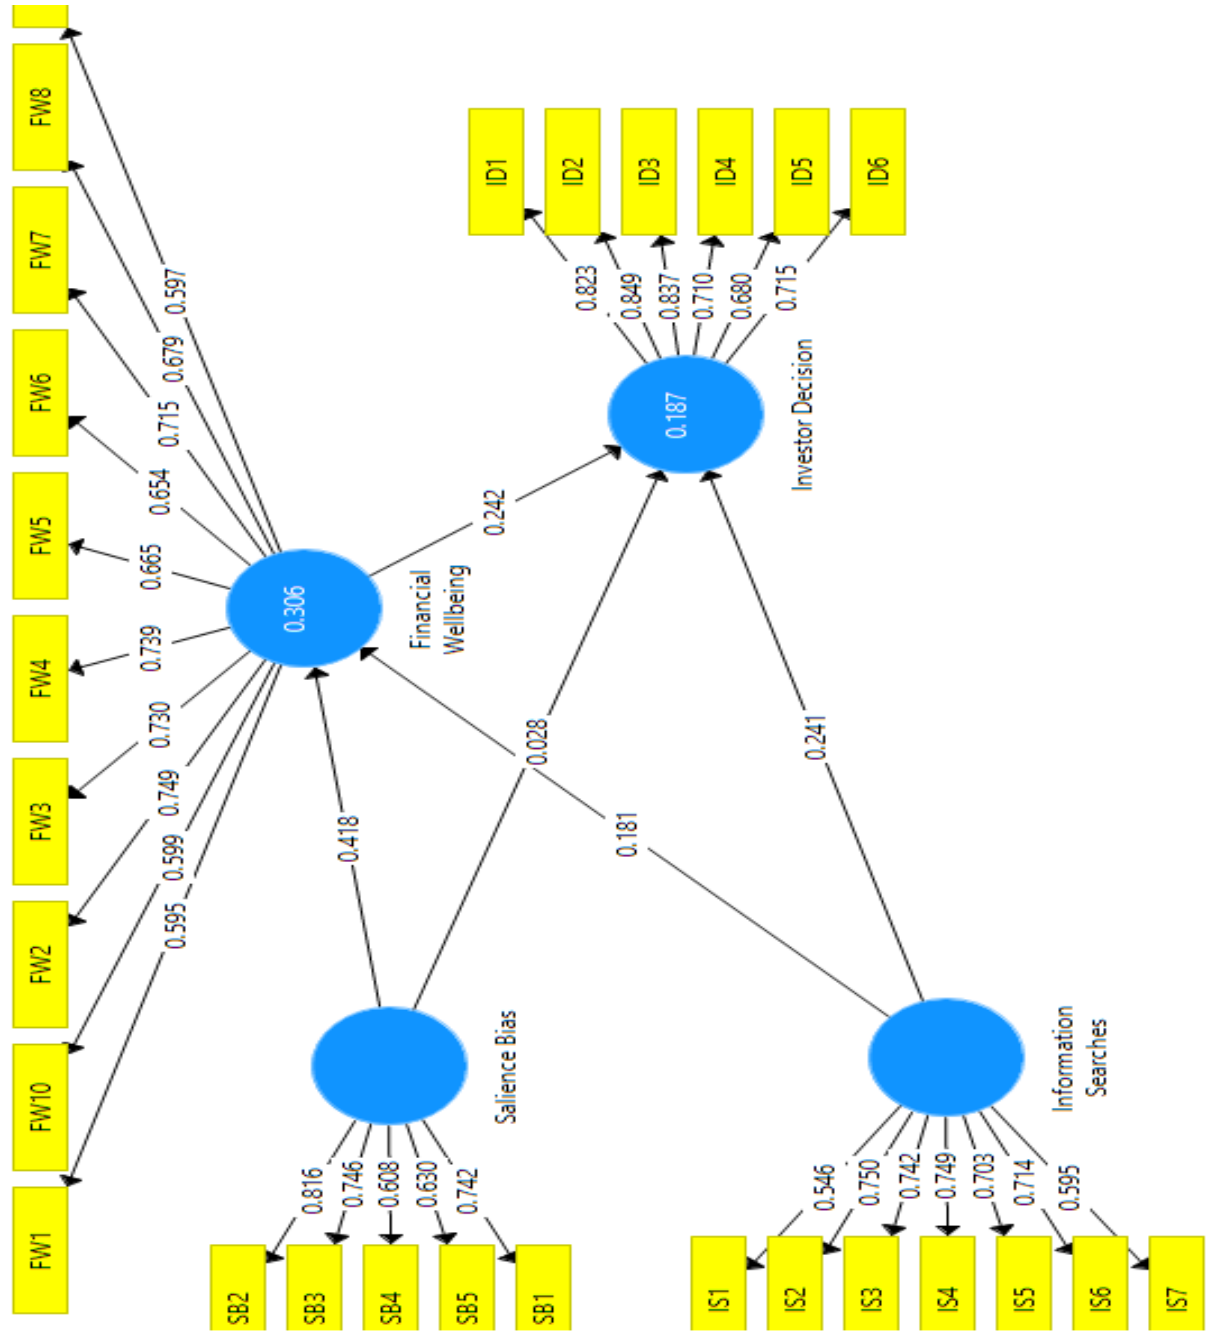 FW1
FW10
FW2
FW3
FW4
FW5
FW6
FW7
FW8
0.595
0.599
0.749
0.730
0.739
0.665
0.654
0.715
0.679
0.597
0.306
Financial
Wellbeing
SB2
SB3
SB4
SB5
SB1
0.816
0.746
0.608
0.630
0.742
Salience Bias
0.418
0.028
0.181
0.241
0.242
ID1
ID2
ID3
ID4
ID5
ID6
0.823
0.849
0.837
0.710
0.680
0.715
0.187
Investor Decision
IS1
IS2
IS3
IS4
IS5
IS6
IS7
0.546
0.750
0.742
0.749
0.703
0.714
0.595
Information
Searches